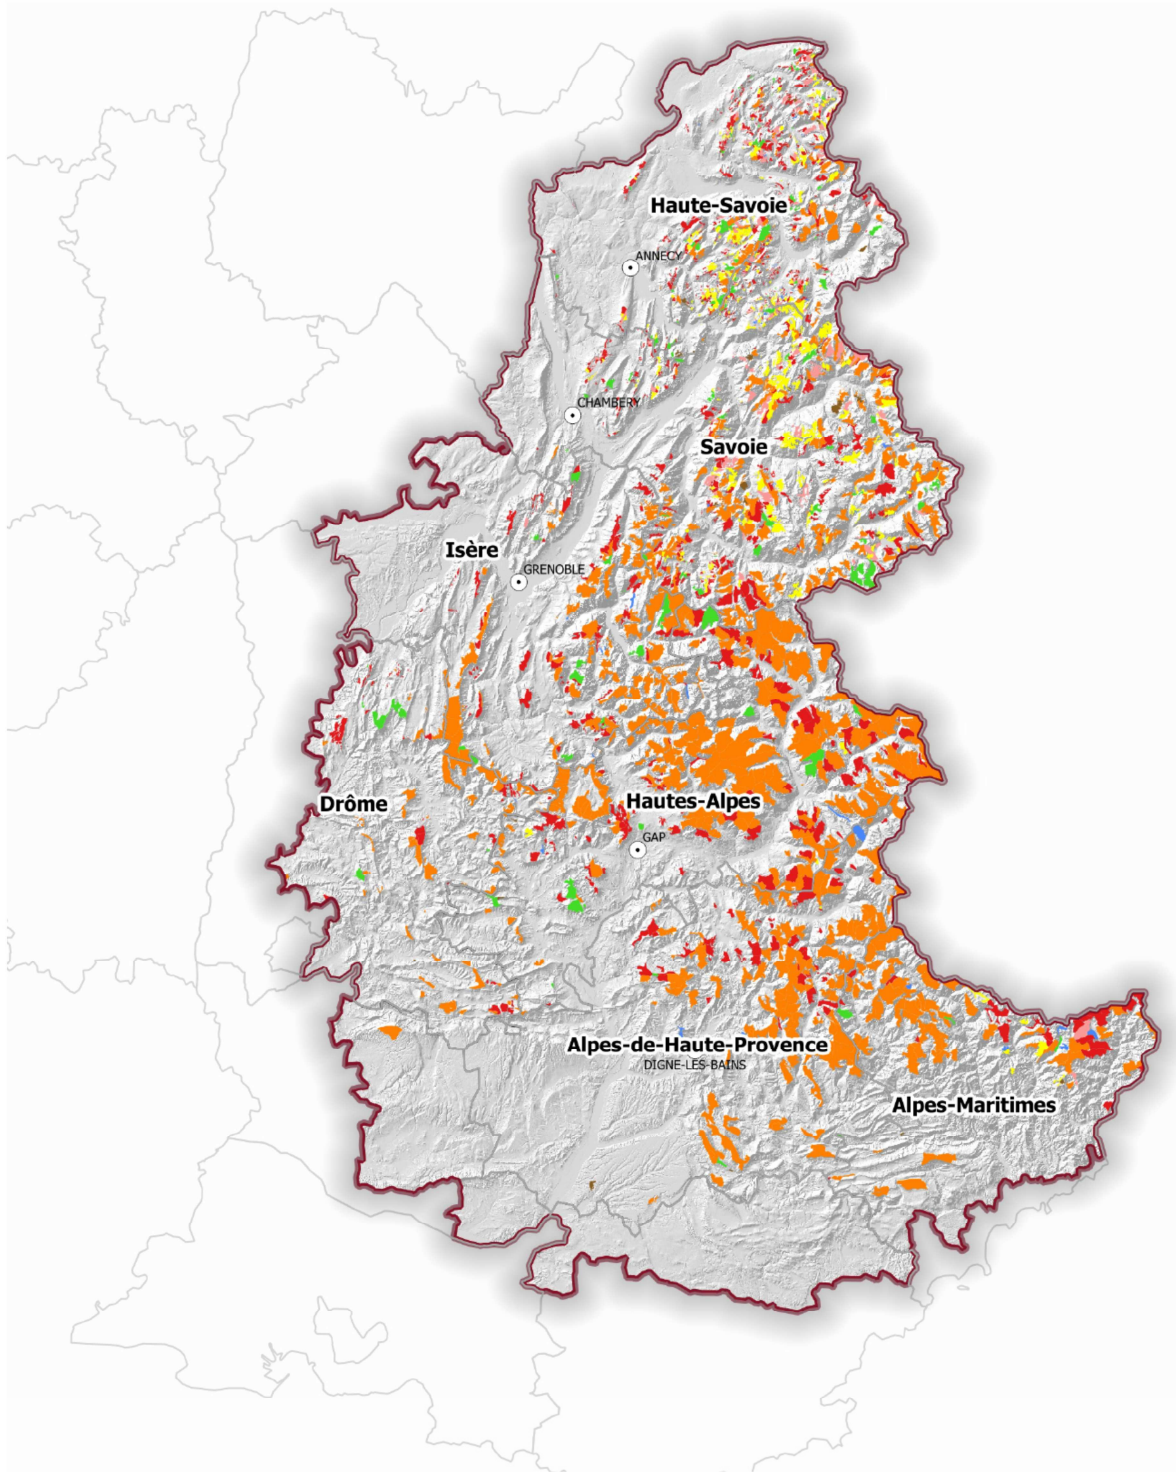 Haute-Savoie
ANNECY
CHAMBERY
Savoie
Isère
GRENOBLE
Drôme
Hautes-Alpes
GAP
Alpes-de-Haute-Provence
DIGNE-LES-BAINS
Alpes-Maritimes